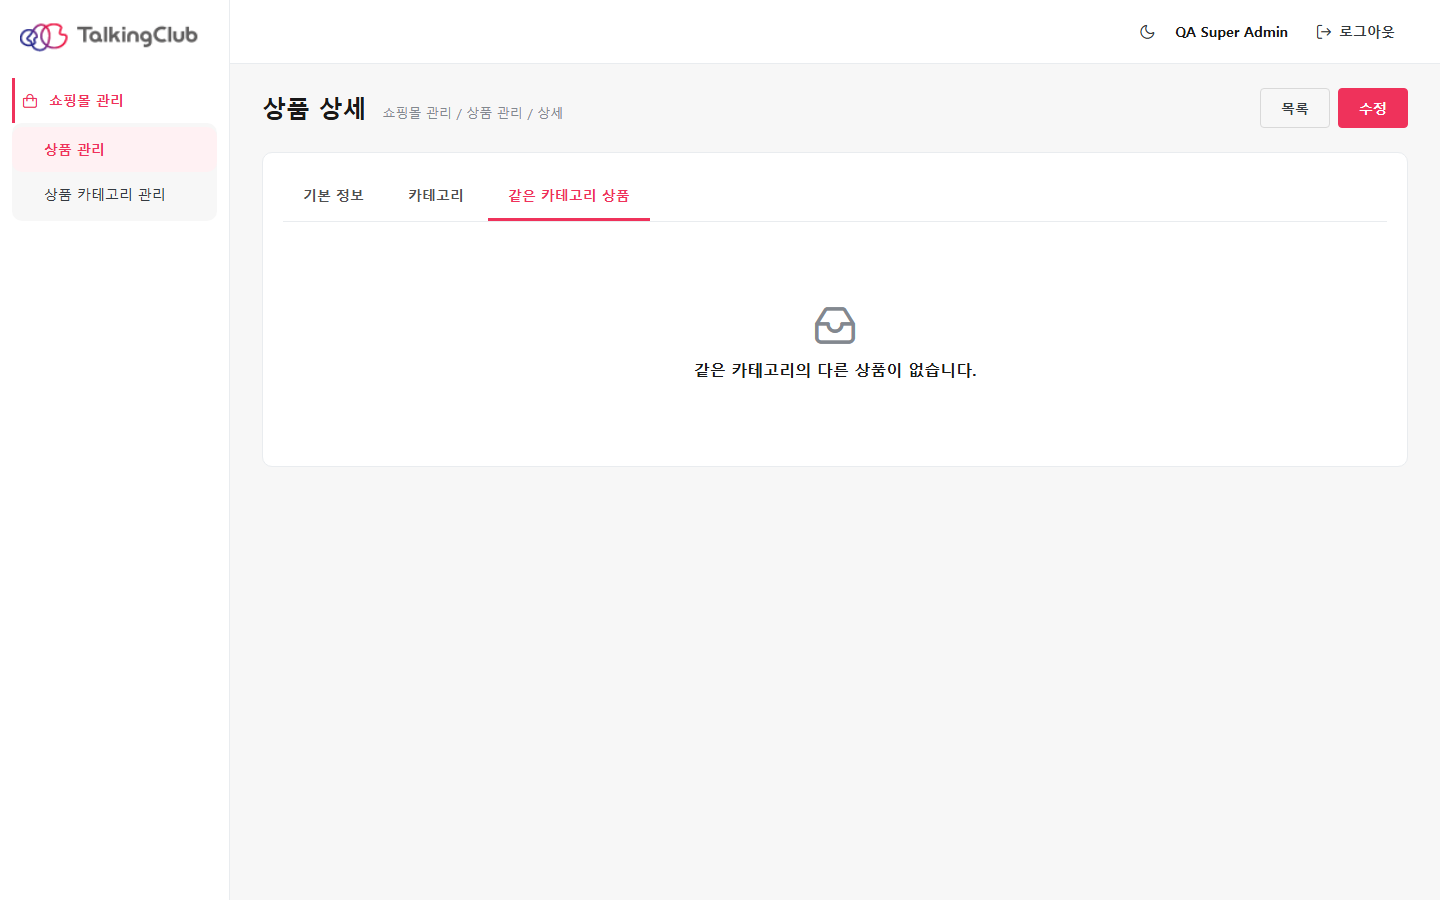 TalkingClub
QA Super Admin
로그아웃
쇼핑몰 관리
상품 관리
상품 카테고리 관리
상품 상세
쇼핑몰 관리 / 상품 관리 / 상세
목록
수정
기본 정보
카테고리
같은 카테고리 상품
같은 카테고리의 다른 상품이 없습니다.